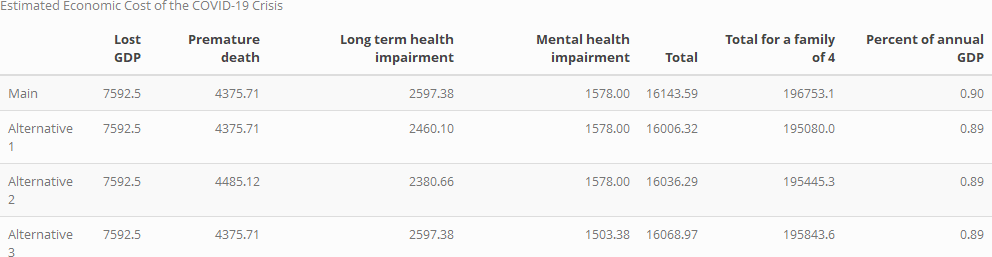 Estimated Economic Cost of the COVID-19 Crisis
Lost GDP Premature death Long term health impairment Mental health impairment Total Total for a family of 4 Percent of annual GDP
Main 7592.5 4375.71 2597.38 1578.00 16143.59 196753.1 0.90
Alternative 1 7592.5 4375.71 2460.10 1578.00 16006.32 195080.0 0.89
Alternative 2 7592.5 4485.12 2380.66 1578.00 16036.29 195445.3 0.89
Alternative 3 7592.5 4375.71 2597.38 1503.38 16068.97 195843.6 0.89